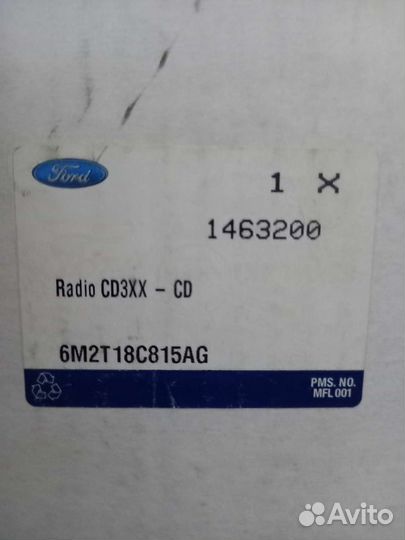 Ford
1 X
1463200
Radio CD3XX - CD
6M2T18C815AG
PMS. NO.
MFL 001
Avito